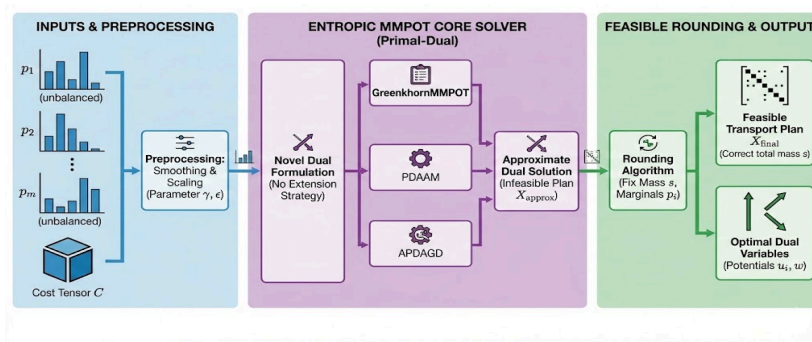 INPUTS & PREPROCESSING
p1
(unbalanced)
p2
pm
(unbalanced)
Cost Tensor C
Preprocessing:
Smoothing &
Scaling
(Parameter γ, ϵ)
ENTROPIC MMPOT CORE SOLVER
(Primal-Dual)
Novel Dual
Formulation
(No Extension
Strategy)
GreenkhornMMPOT
PDAAM
APDAGD
Approximate
Dual Solution
(Infeasible Plan
Xapprox)
FEASIBLE ROUNDING & OUTPUT
Rounding
Algorithm
(Fix Mass s,
Marginals pi)
Feasible
Transport Plan
Xfinal
(Correct total mass s)
Optimal Dual
Variables
(Potentials ui, w)